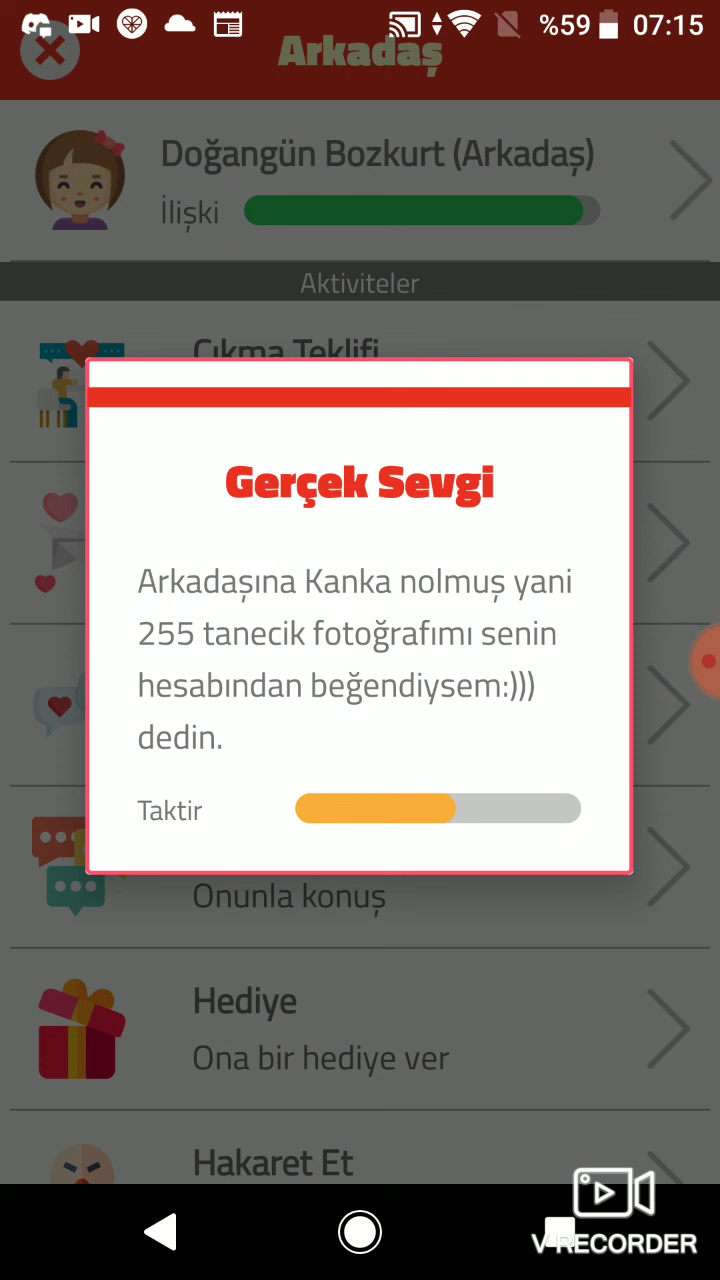 %59 07:15
Arkadaş
Doğangün Bozkurt (Arkadaş)
İlişki
Aktiviteler
Çıkma Teklifi
Gerçek Sevgi
Arkadaşına Kanka nolmuş yani
255 tanecik fotoğrafımı senin
hesabından beğendiysem:)))
dedin.
Taktir
Onunla konuş
Hediye
Ona bir hediye ver
Hakaret Et
V RECORDER